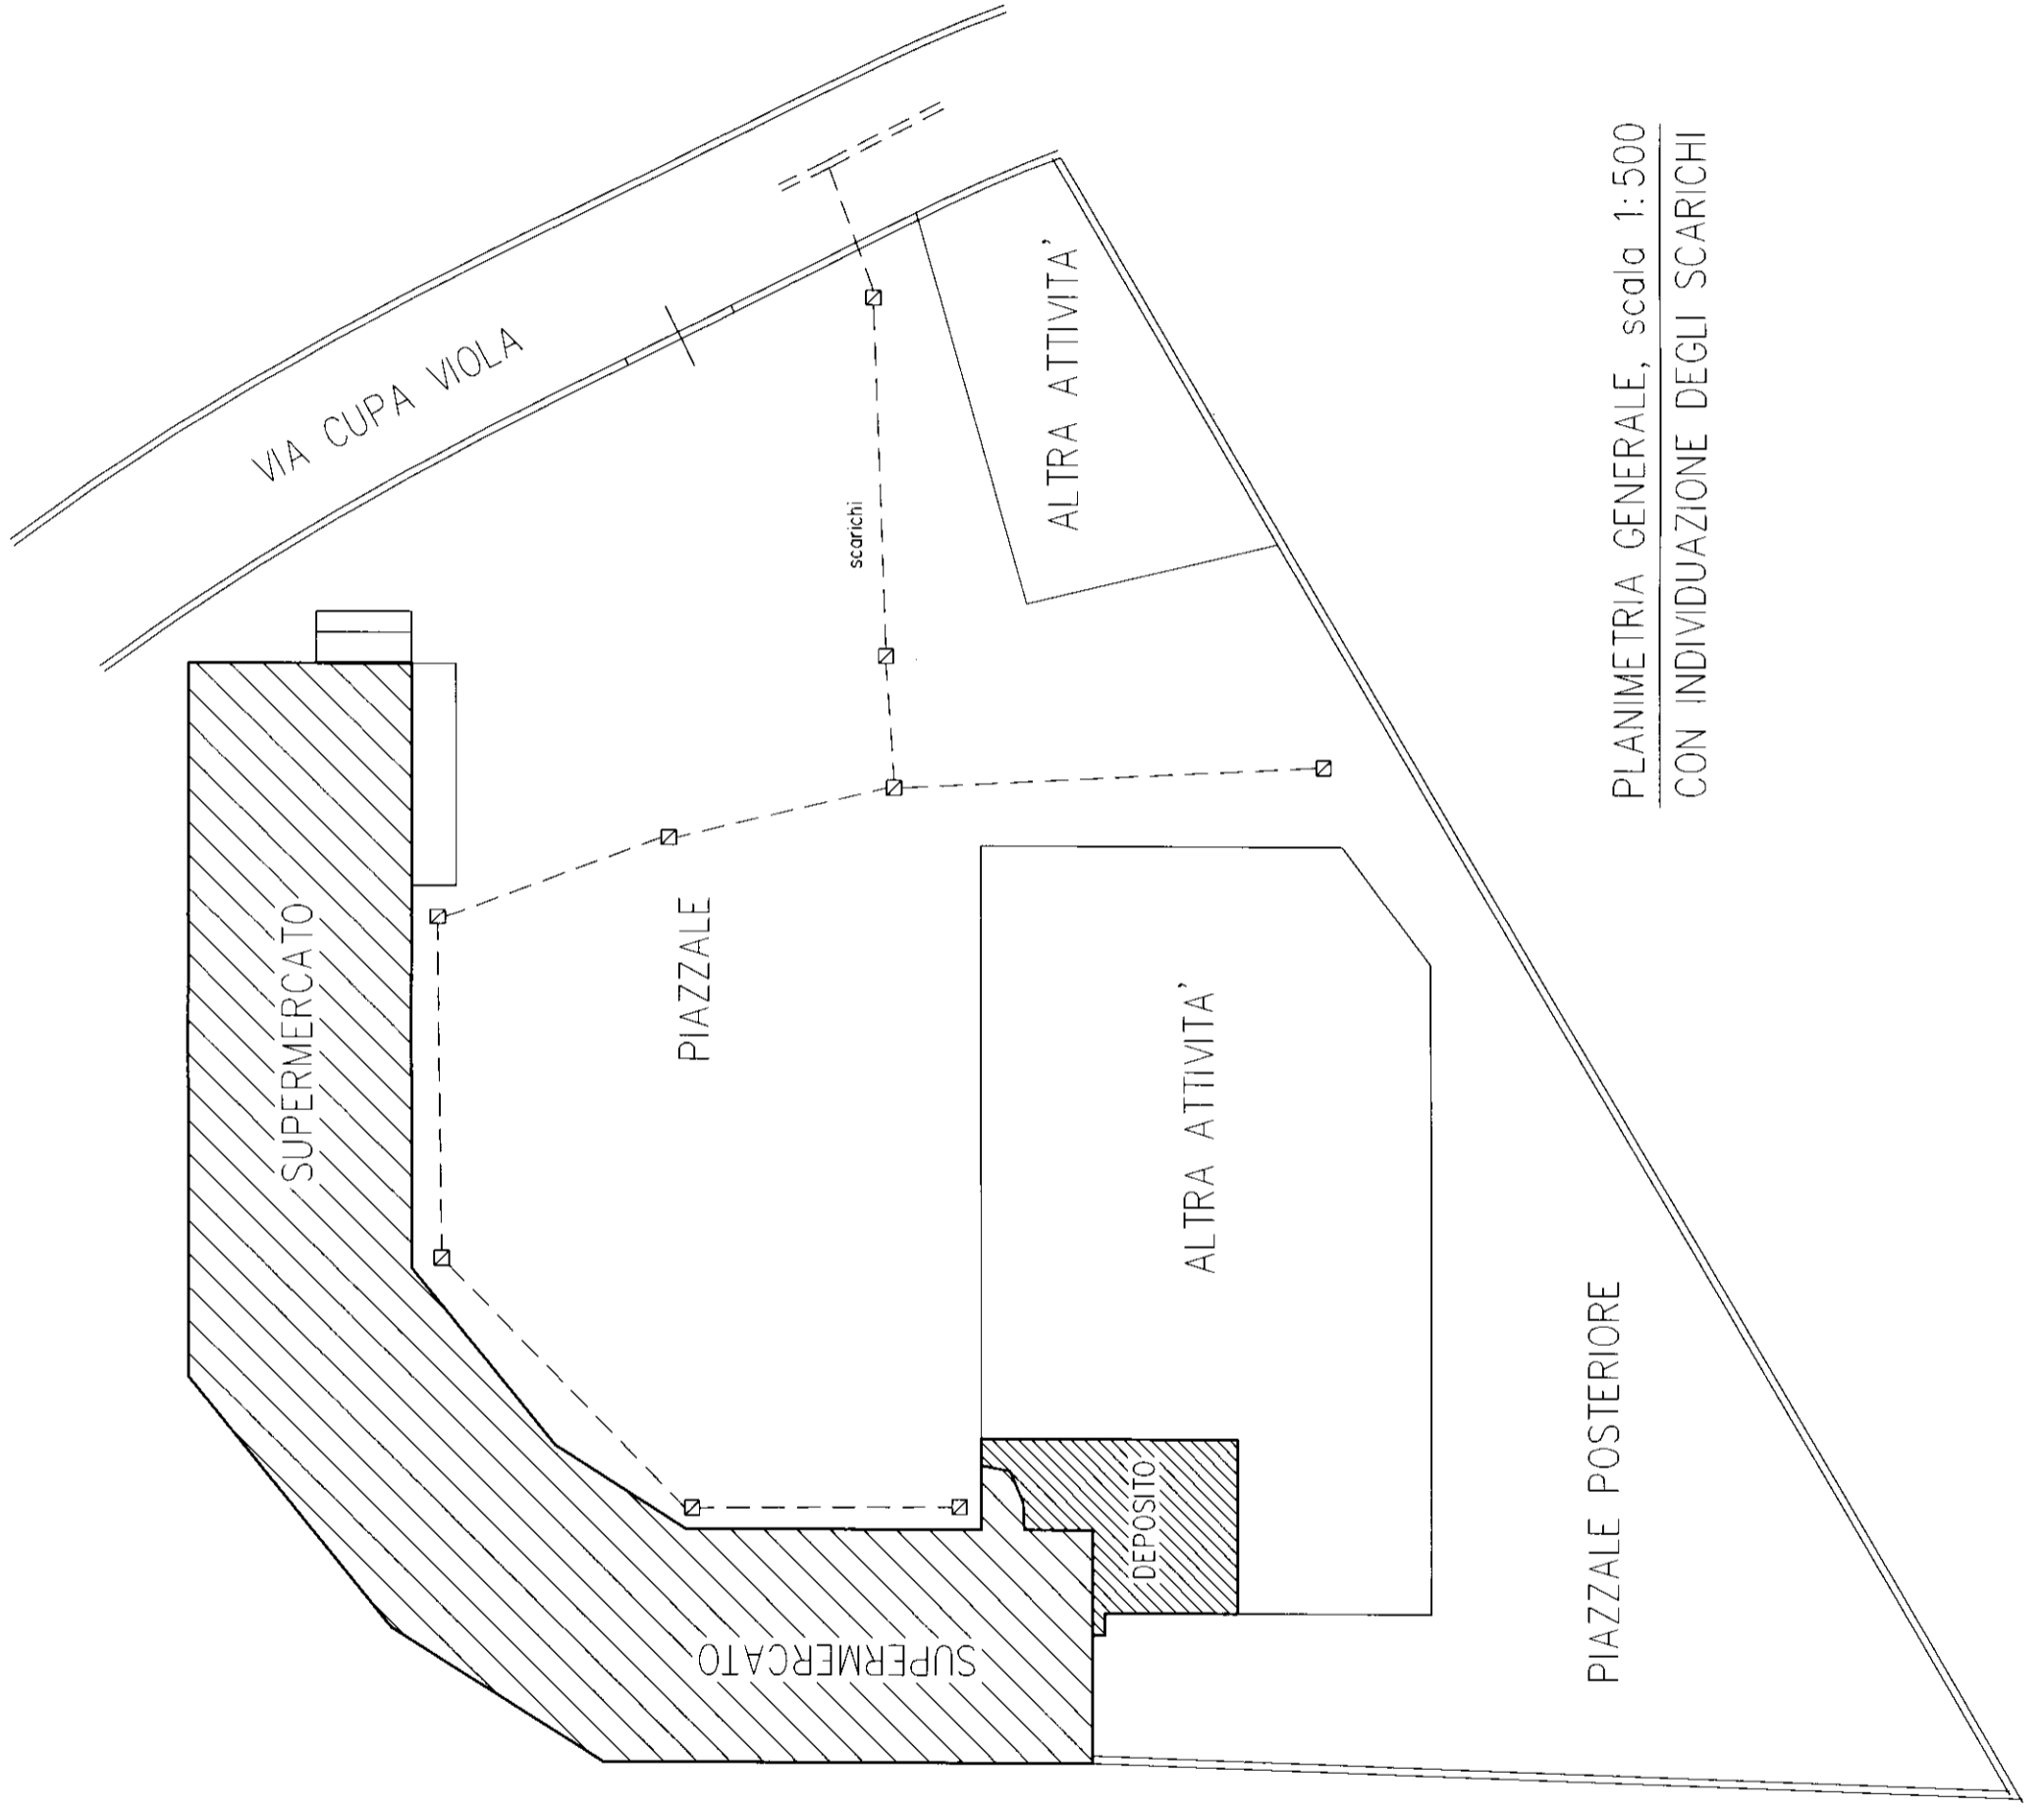 VIA CUPA VIOLA
scarichi
ALTRA ATTIVITA'
SUPERMERCATO
PIAZZALE
ALTRA ATTIVITA'
DEPOSITO
SUPERMERCATO
PIAZZALE POSTERIORE
PLANIMETRIA GENERALE, scala 1:500
CON INDIVIDUAZIONE DEGLI SCARICHI